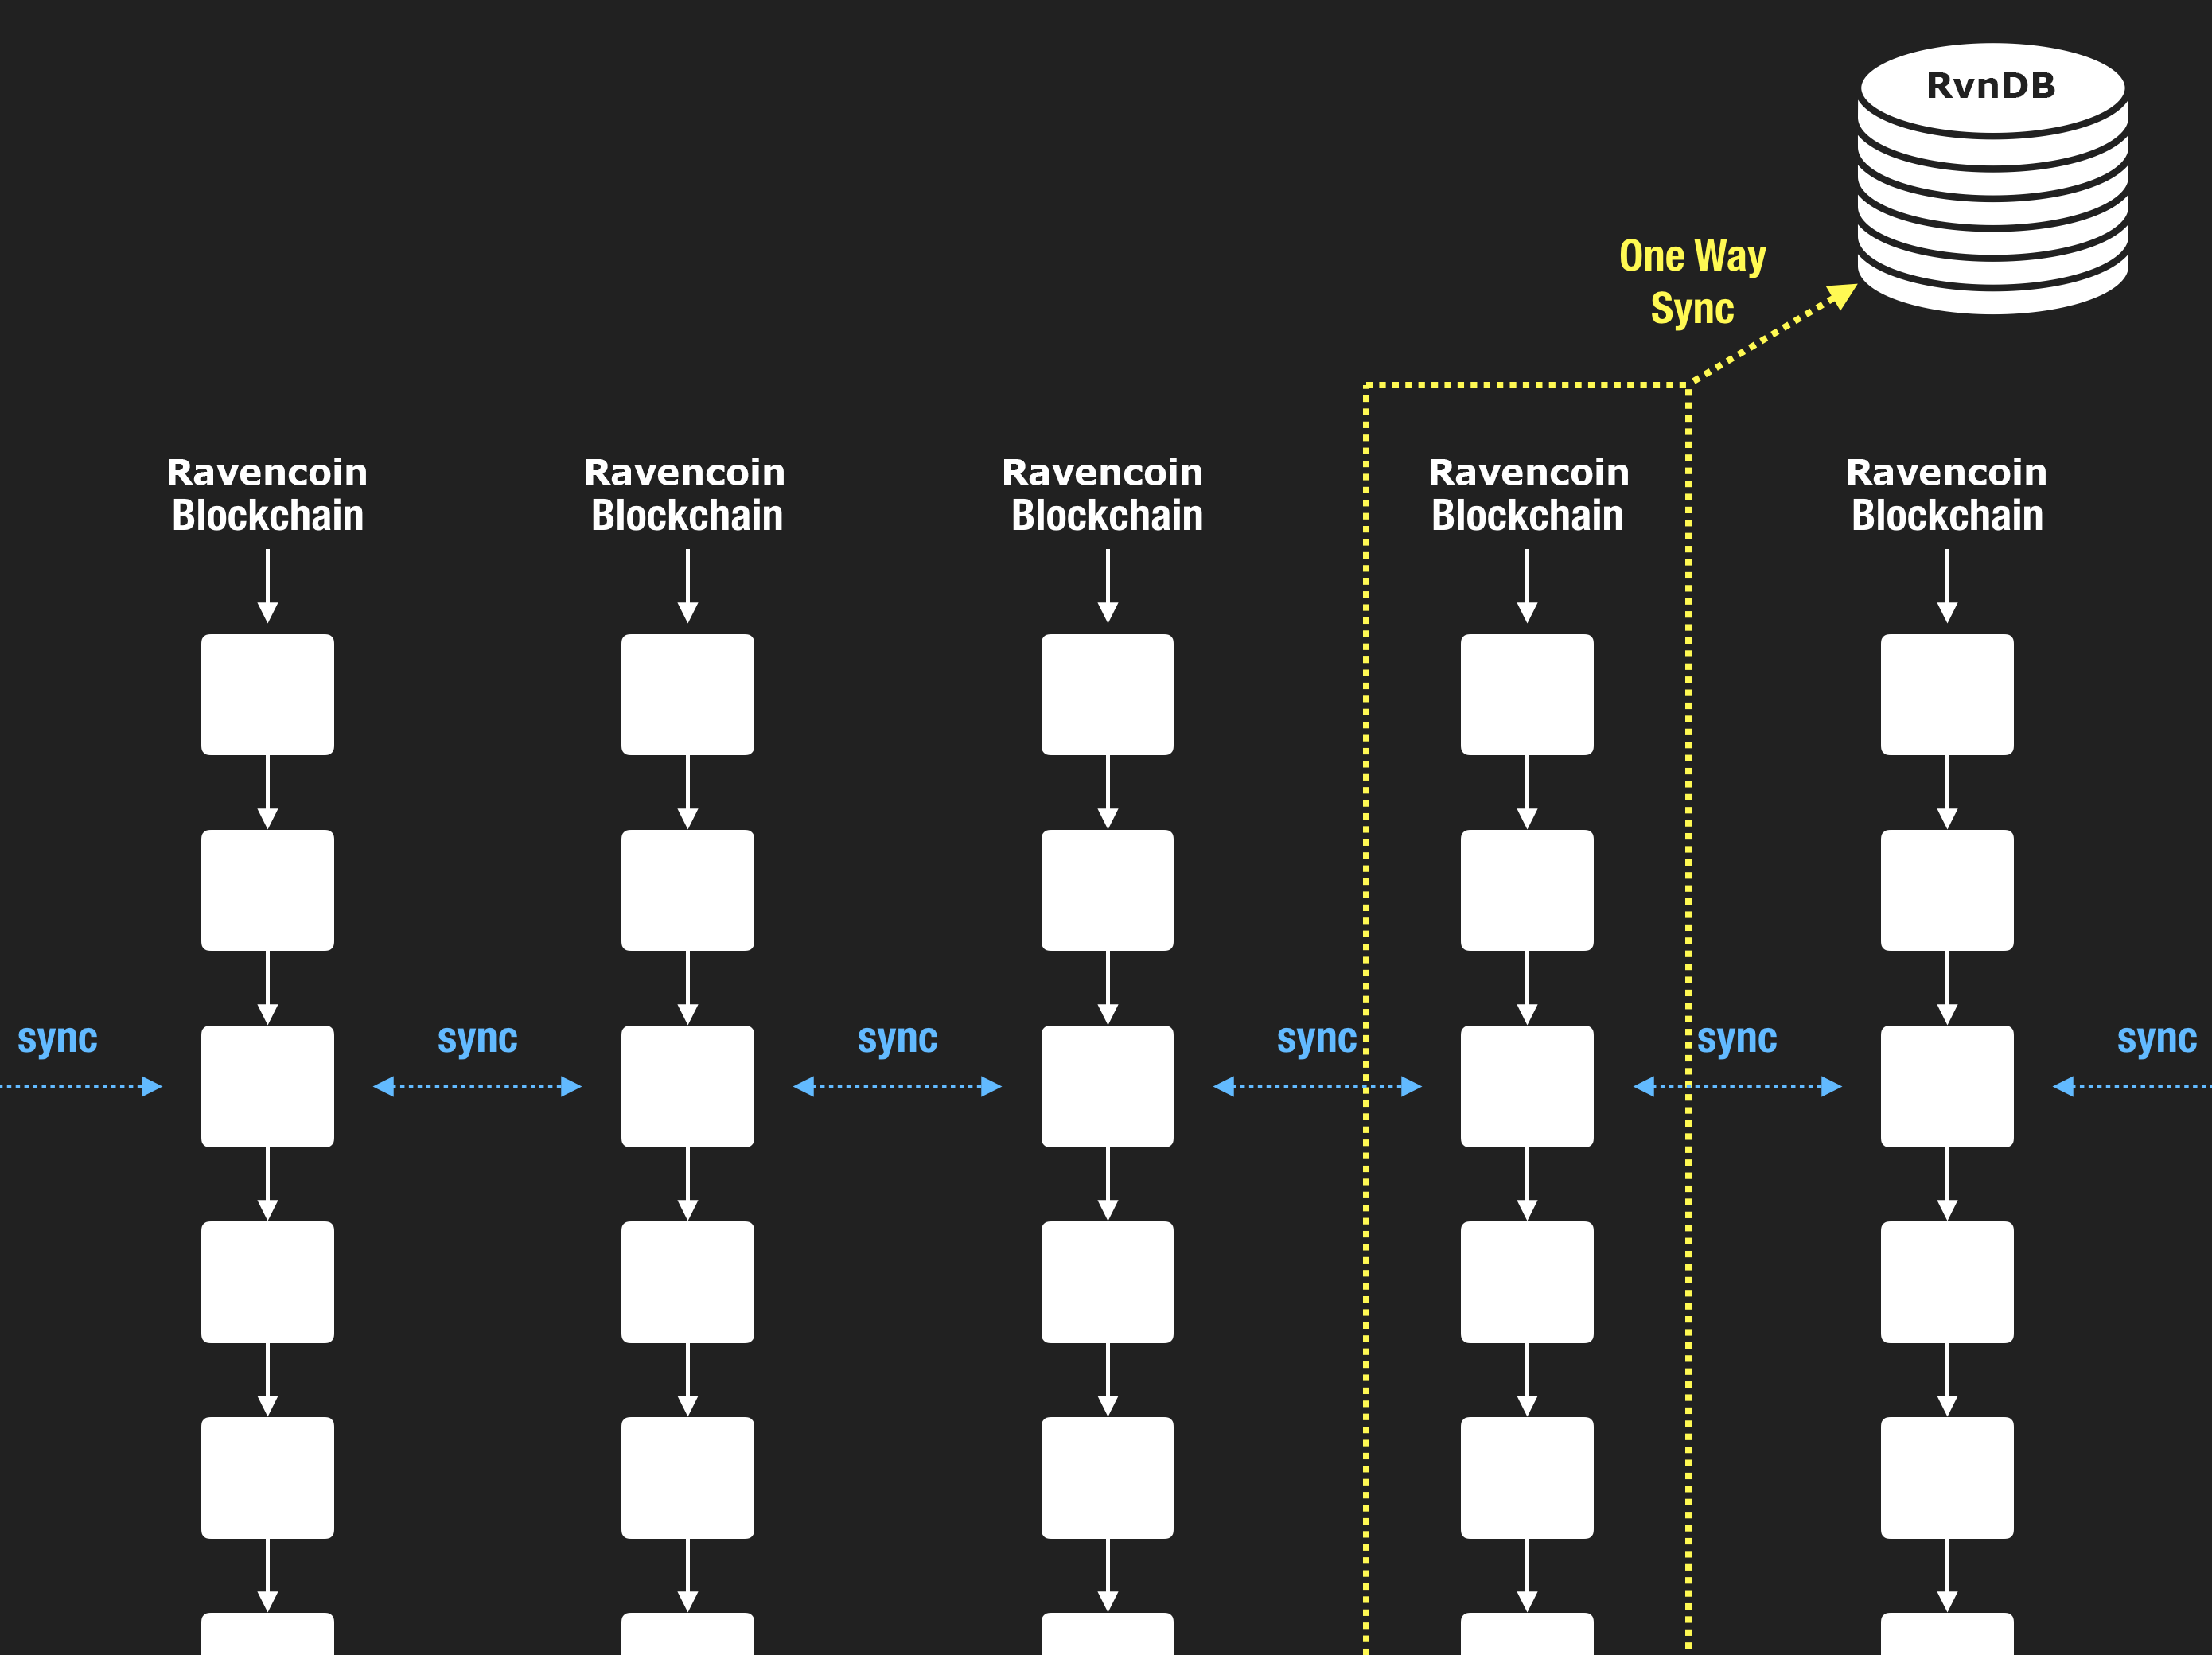 RvnDB
One Way
Sync
Ravencoin
Blockchain
Ravencoin
Blockchain
Ravencoin
Blockchain
Ravencoin
Blockchain
Ravencoin
Blockchain
sync
sync
sync
sync
sync
sync